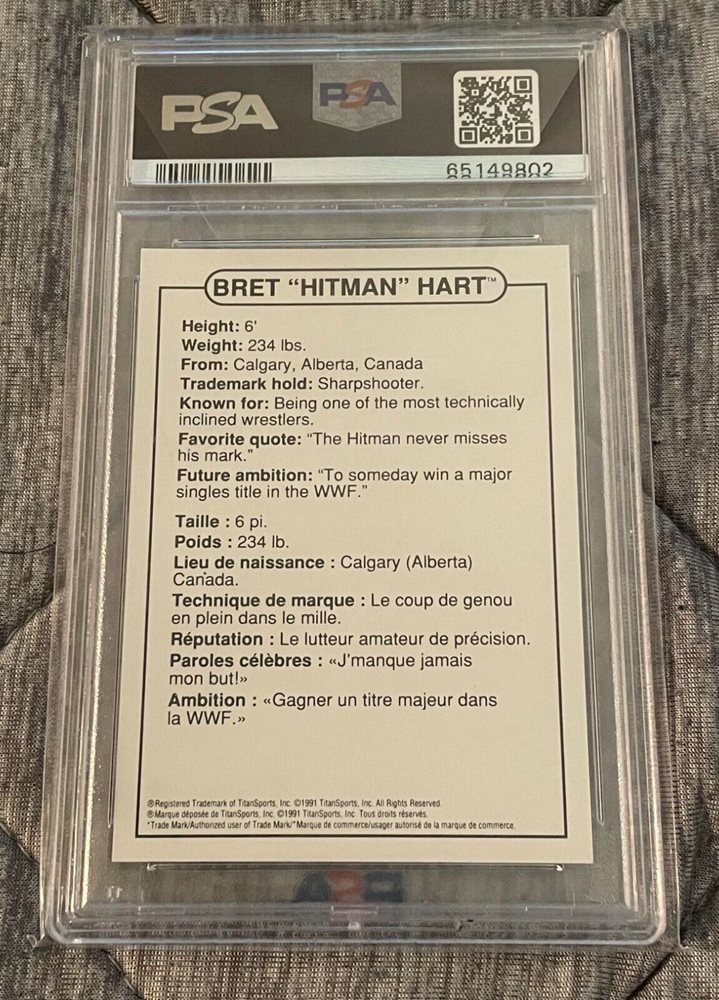 PSA
PSA
65149802
BRET “HITMAN” HART™
Height: 6'
Weight: 234 lbs.
From: Calgary, Alberta, Canada
Trademark hold: Sharpshooter.
Known for: Being one of the most technically
inclined wrestlers.
Favorite quote: “The Hitman never misses
his mark.”
Future ambition: “To someday win a major
singles title in the WWF.”
Taille : 6 pi.
Poids : 234 lb.
Lieu de naissance : Calgary (Alberta)
Canada.
Technique de marque : Le coup de genou
en plein dans le mille.
Réputation : Le lutteur amateur de précision.
Paroles célèbres : «J'manque jamais
mon but!»
Ambition : «Gagner un titre majeur dans
la WWF.»
®Registered Trademark of TitanSports, Inc. ©1991 TitanSports, Inc. All Rights Reserved.
®Marque déposée de TitanSports, Inc. ©1991 TitanSports, Inc. Tous droits réservés.
*Trade Mark/Authorized user of Trade Mark/*Marque de commerce/usager autorisé de la marque de commerce.
PSA